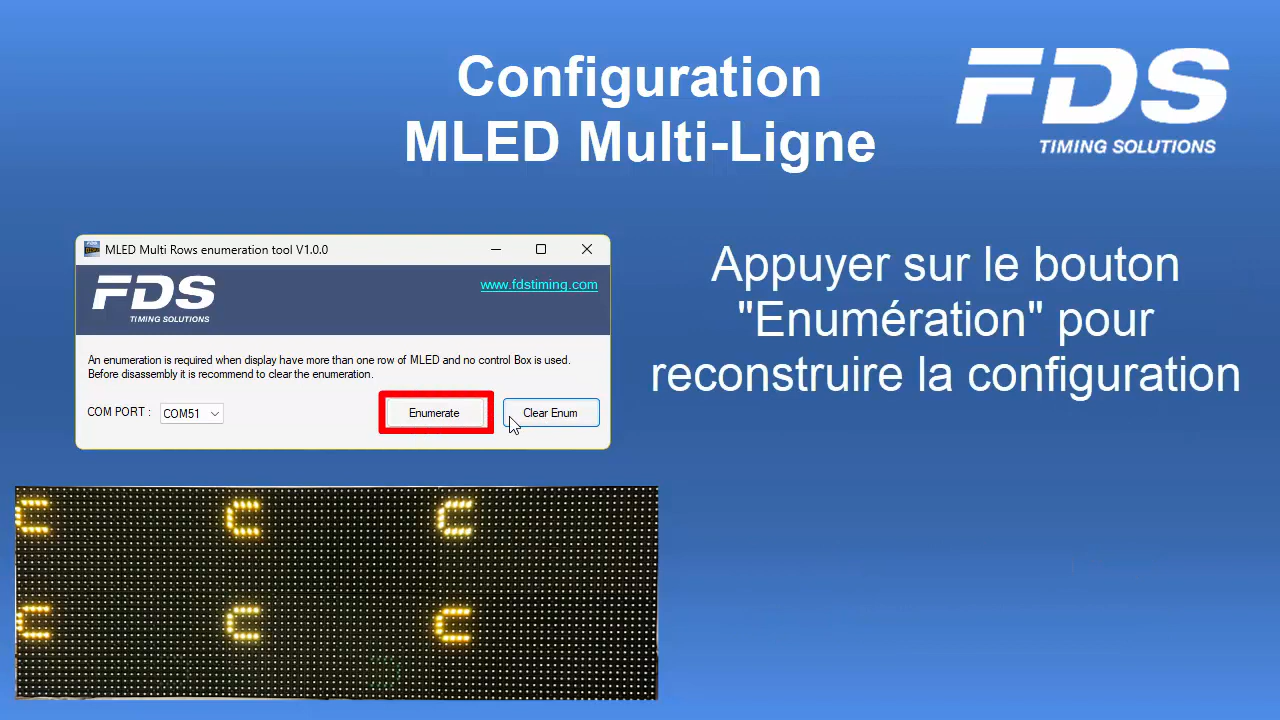 Configuration
MLED Multi-Ligne
FDS
TIMING SOLUTIONS
MLED Multi Rows enumeration tool V1.0.0
FDS
TIMING SOLUTIONS
www.fdstiming.com
An enumeration is required when display have more than one row of MLED and no control Box is used.
Before disassembly it is recommend to clear the enumeration.
COM PORT :
COM51
Enumerate
Clear Enum
Appuyer sur le bouton
"Enumération" pour
reconstruire la configuration
C C C
C C C